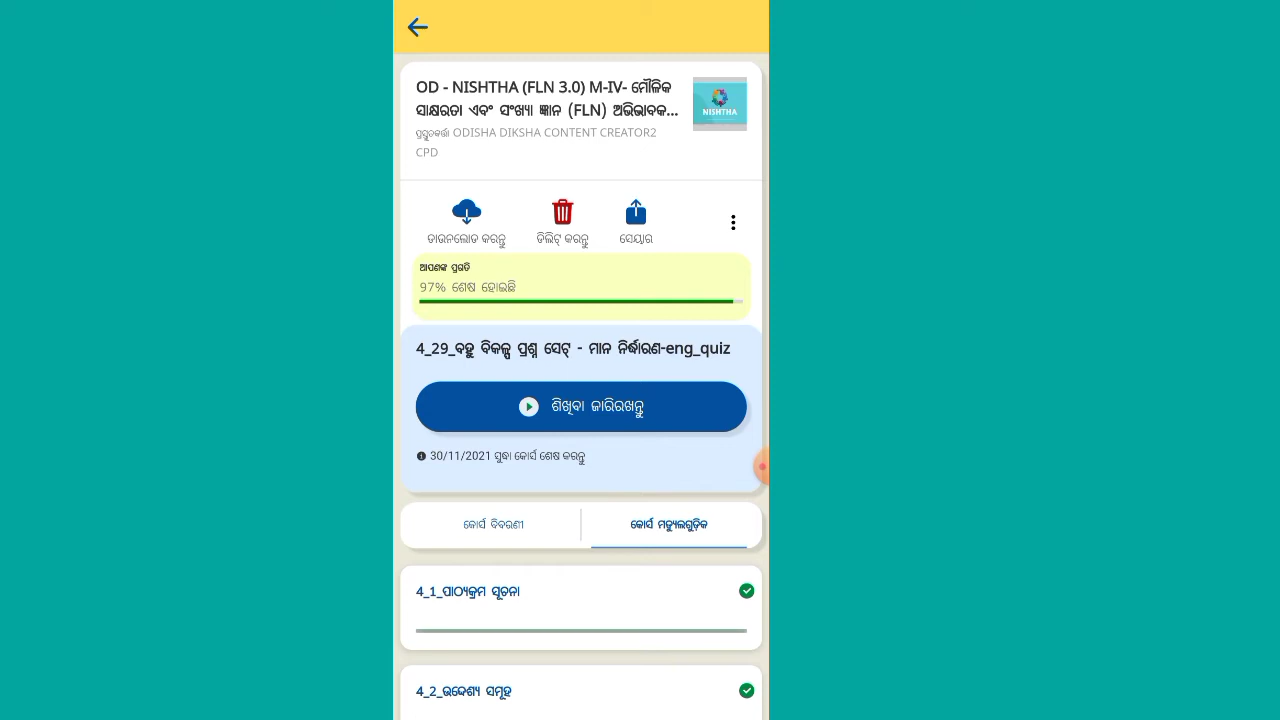 OD - NISHTHA (FLN 3.0) M-IV- ମୌଳିକ
ସାକ୍ଷରତା ଏବଂ ସଂଖ୍ୟା ଜ୍ଞାନ (FLN) ଅଭିଭାବକ...
NISHTHA
ପ୍ରସ୍ତୁତକର୍ତ୍ତା ODISHA DIKSHA CONTENT CREATOR2
CPD
ଡାଉନଲୋଡ କରନ୍ତୁ
ଡିଲିଟ୍ କରନ୍ତୁ
ସେୟାର
ଆପଣଙ୍କ ପ୍ରଗତି
97% ଶେଷ ହୋଇଛି
4_29_ବହୁ ବିକଳ୍ପ ପ୍ରଶ୍ନ ସେଟ୍ - ମାନ ନିର୍ଦ୍ଧାରଣ-eng_quiz
ଶିଖିବା ଜାରିରଖନ୍ତୁ
30/11/2021 ସୁଦ୍ଧା କୋର୍ସ ଶେଷ କରନ୍ତୁ
କୋର୍ସ ବିବରଣୀ
କୋର୍ସ ମଡ୍ୟୁଲଗୁଡ଼ିକ
4_1_ପାଠ୍ୟକ୍ରମ ସୂଚନା
4_2_ଉଦ୍ଦେଶ୍ୟ ସମୂହ